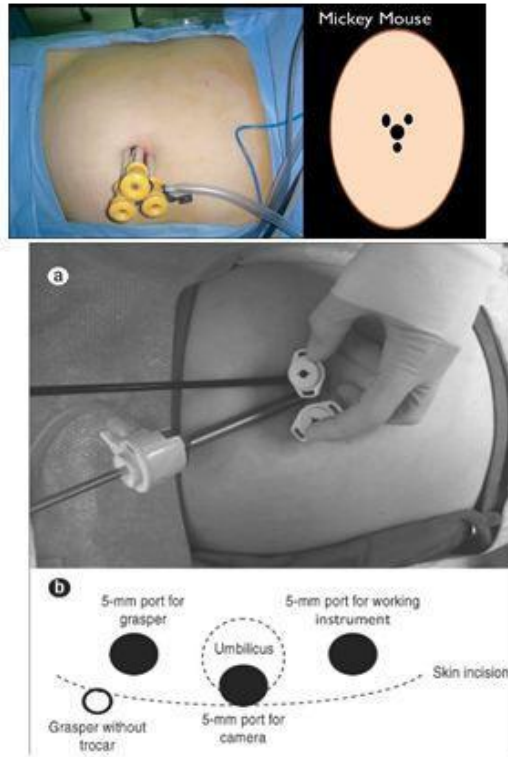 Mickey Mouse
a
b
5-mm port for
grasper
5-mm port for working
instrument
Umbilicus
Skin incision
Grasper without
trocar
5-mm port for
camera